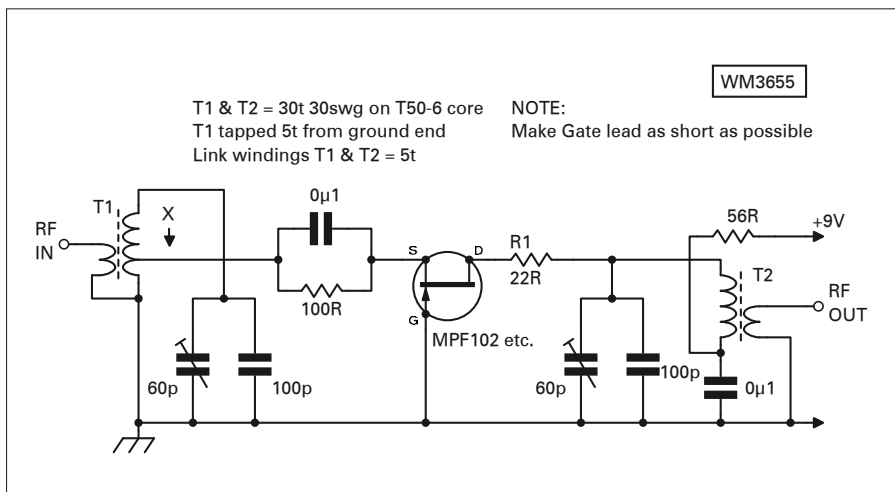 WM3655
T1 & T2 = 30t 30swg on T50-6 core
T1 tapped 5t from ground end
Link windings T1 & T2 = 5t
NOTE:
Make Gate lead as short as possible
RF
IN
T1
X
0µ1
100R
S
D
G
MPF102 etc.
R1
22R
56R
+9V
T2
RF
OUT
60p
100p
60p
100p
0µ1